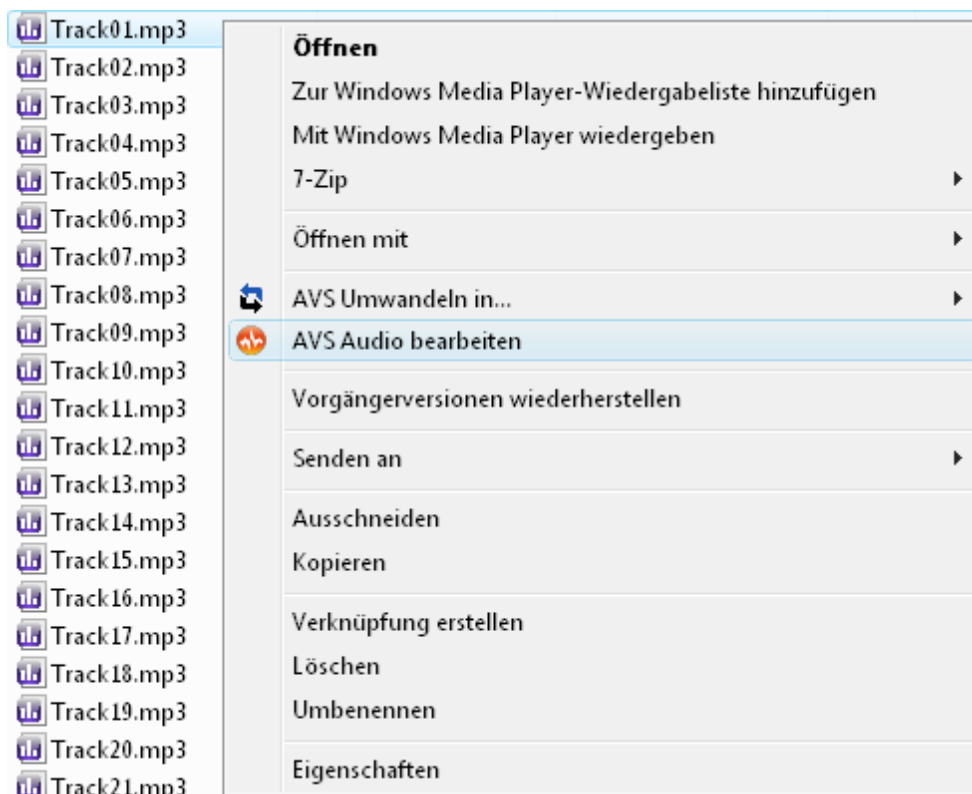 Track01.mp3
Track02.mp3
Track03.mp3
Track04.mp3
Track05.mp3
Track06.mp3
Track07.mp3
Track08.mp3
Track09.mp3
Track10.mp3
Track11.mp3
Track12.mp3
Track13.mp3
Track14.mp3
Track15.mp3
Track16.mp3
Track17.mp3
Track18.mp3
Track19.mp3
Track20.mp3
Track21.mp3
Öffnen
Zur Windows Media Player-Wiedergabeliste hinzufügen
Mit Windows Media Player wiedergeben
7-Zip
Öffnen mit
AVS Umwandeln in...
AVS Audio bearbeiten
Vorgängerversionen wiederherstellen
Senden an
Ausschneiden
Kopieren
Verknüpfung erstellen
Löschen
Umbenennen
Eigenschaften